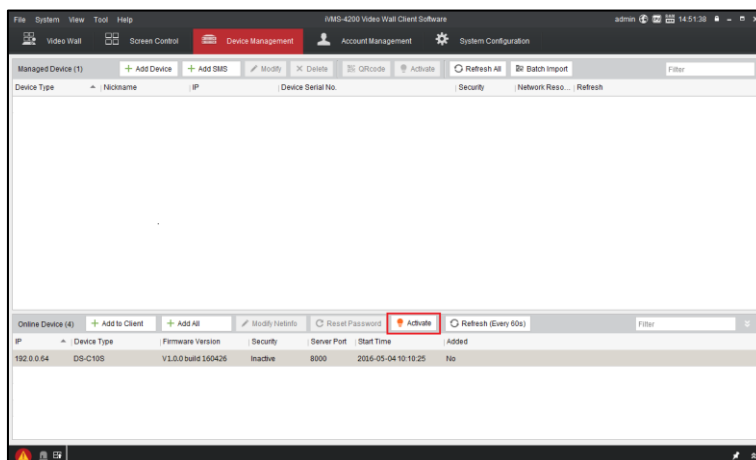 File System View Tool Help iVMS-4200 Video Wall Client Software admin 14:51:38
Video Wall Screen Control Device Management Account Management System Configuration
Managed Device (1) + Add Device + Add SMS Modify Delete QRcode Activate Refresh All Batch Import Filter
Device Type Nickname IP Device Serial No. Security Network Reso... Refresh
Online Device (4) + Add to Client + Add All Modify Netinfo Reset Password Activate Refresh (Every 60s) Filter
IP Device Type Firmware Version Security Server Port Start Time Added
192.0.0.64 DS-C10S V1.0.0 build 160426 Inactive 8000 2016-05-04 10:10:25 No